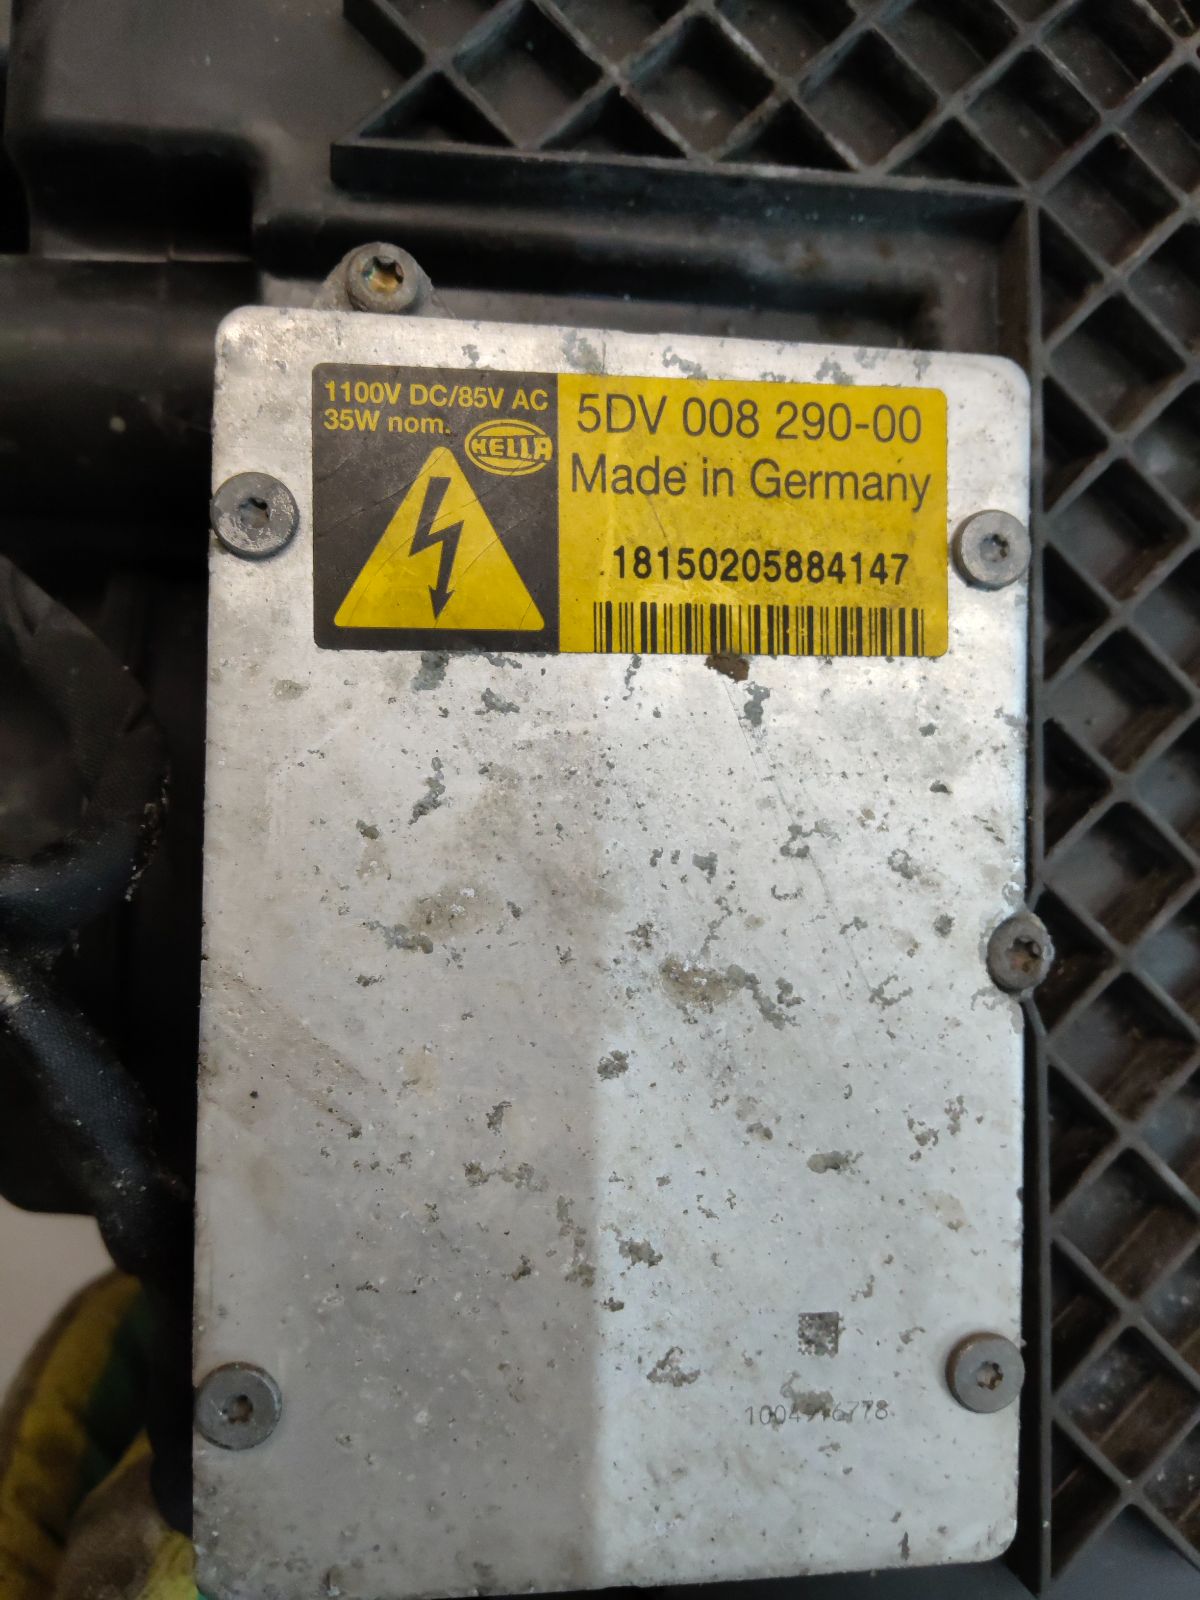 1100V DC/85V AC
35W nom.
HELLA
5DV 008 290-00
Made in Germany
18150205884147